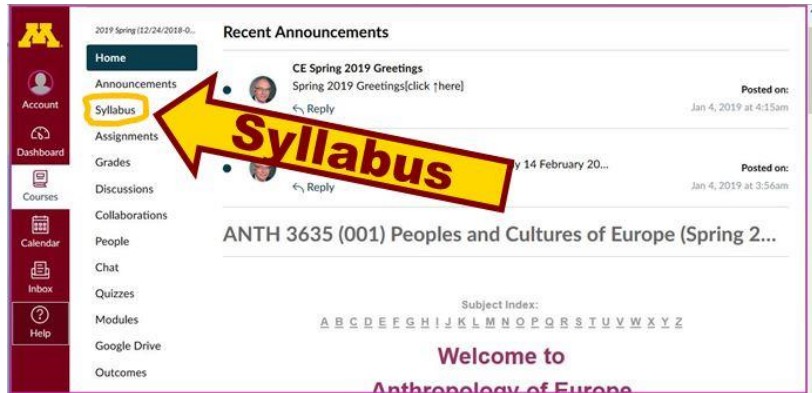 M
Account
Dashboard
Courses
Calendar
Inbox
Help
2019 Spring (12/24/2018-0...
Home
Announcements
Syllabus
Assignments
Grades
Discussions
Collaborations
People
Chat
Quizzes
Modules
Google Drive
Outcomes
Recent Announcements
CE Spring 2019 Greetings
Spring 2019 Greetings[click ↑here]
Reply
Posted on:
Jan 4, 2019 at 4:15am
Syllabus
y 14 February 20...
Reply
Posted on:
Jan 4, 2019 at 3:56am
ANTH 3635 (001) Peoples and Cultures of Europe (Spring 2...
Subject Index:
A B C D E F G H I J K L M N O P Q R S T U V W X Y Z
Welcome to
Anthropology of Europe